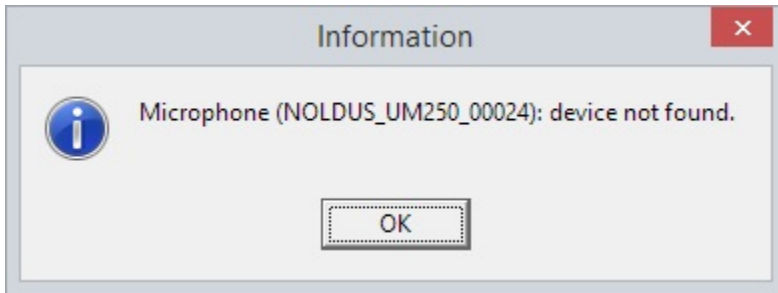 Information
Microphone (NOLDUS_UM250_00024): device not found.
OK